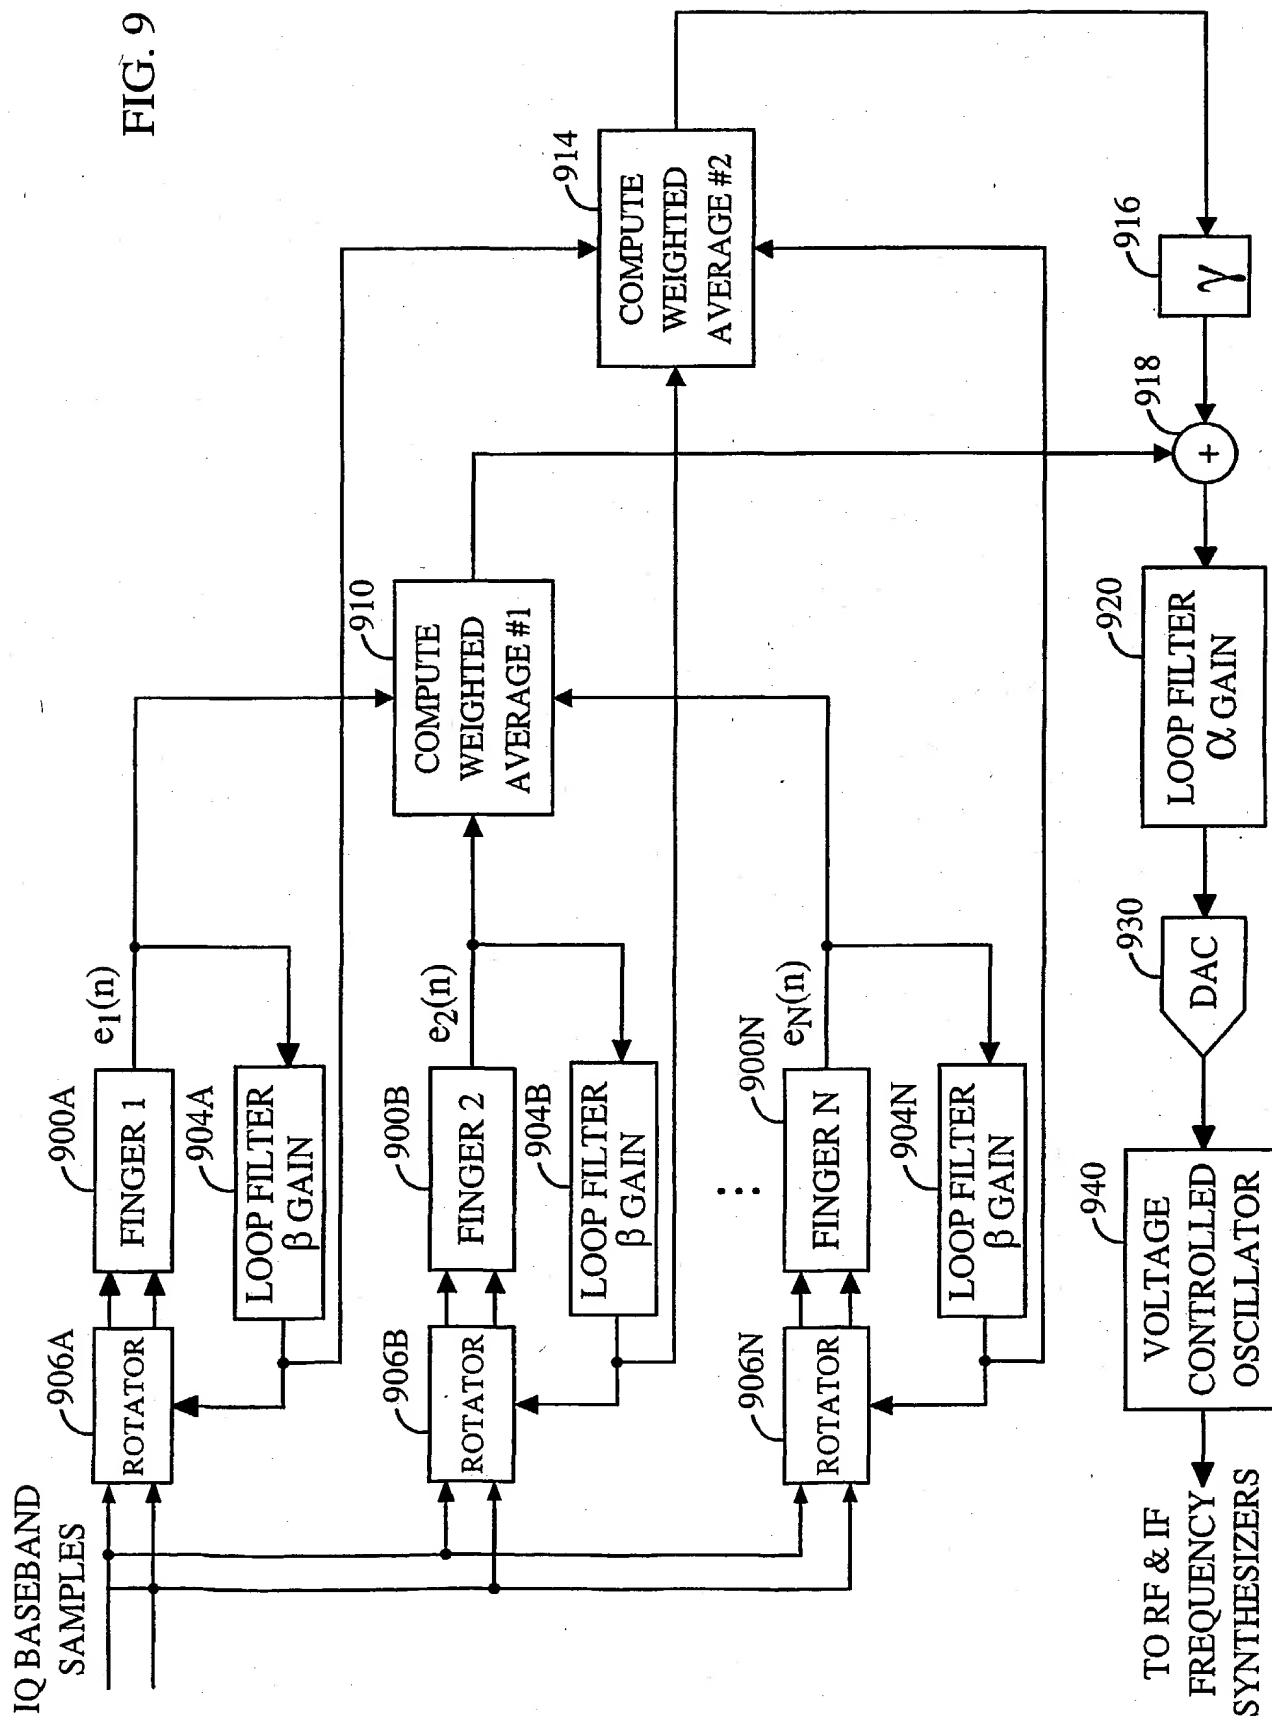 FIG. 9
IQ BASEBAND
SAMPLES
906A
ROTATOR
900A
FINGER 1
e1(n)
904A
LOOP FILTER
β GAIN
906B
ROTATOR
900B
FINGER 2
e2(n)
904B
LOOP FILTER
β GAIN
...
906N
ROTATOR
900N
FINGER N
eN(n)
904N
LOOP FILTER
β GAIN
910
COMPUTE
WEIGHTED
AVERAGE #1
914
COMPUTE
WEIGHTED
AVERAGE #2
916
γ
918
+
920
LOOP FILTER
α GAIN
930
DAC
940
VOLTAGE
CONTROLLED
OSCILLATOR
TO RF & IF
FREQUENCY
SYNTHESIZERS